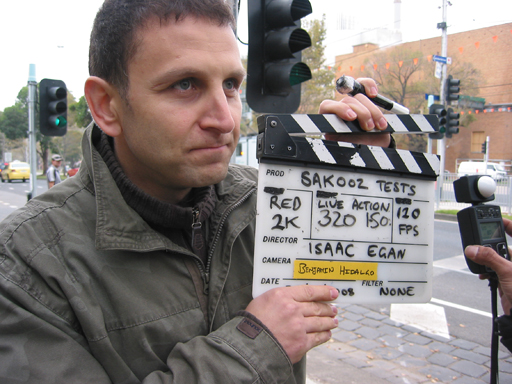 PROD SAKOOZ TESTS
RED LIVE ACTION 120
2K 320 150. FPS
DIRECTOR ISAAC EGAN
CAMERA BENJAMIN HIDALGO
DATE FILTER NONE